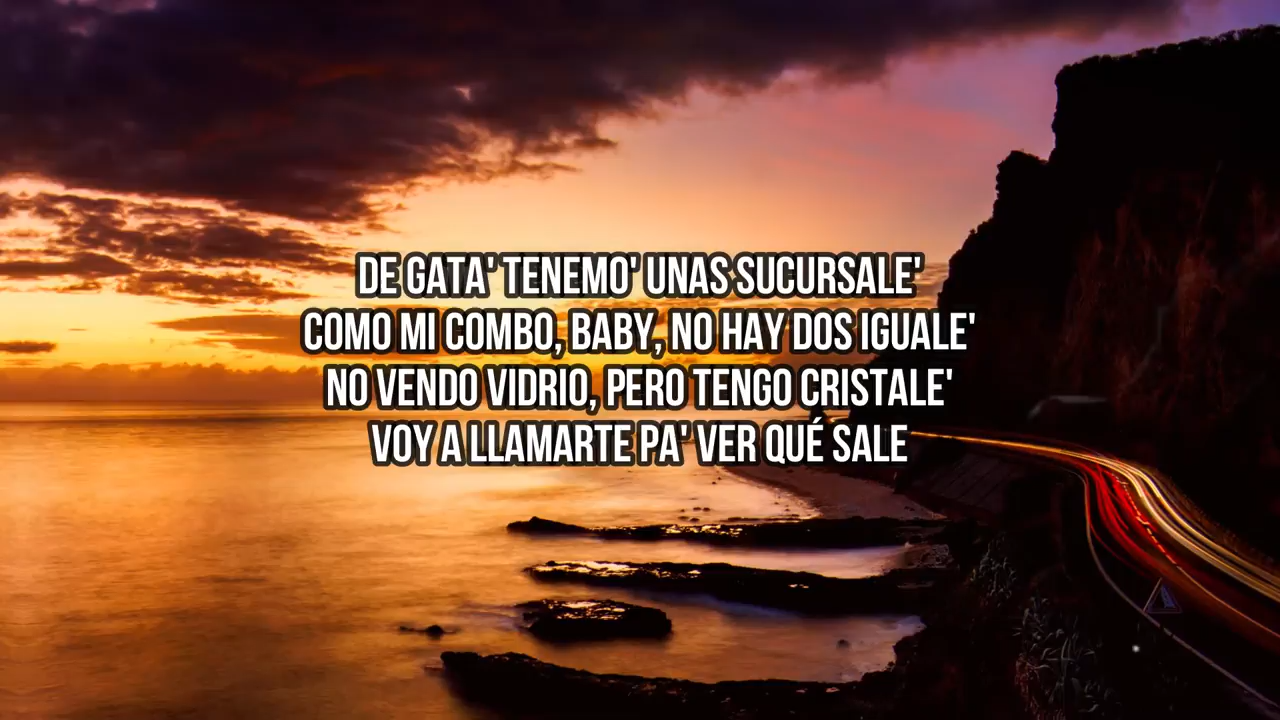 DE GATA' TENEMO' UNAS SUCURSALE'
COMO MI COMBO, BABY, NO HAY DOS IGUALE'
NO VENDO VIDRIO, PERO TENGO CRISTALE'
VOY A LLAMARTE PA' VER QUÉ SALE